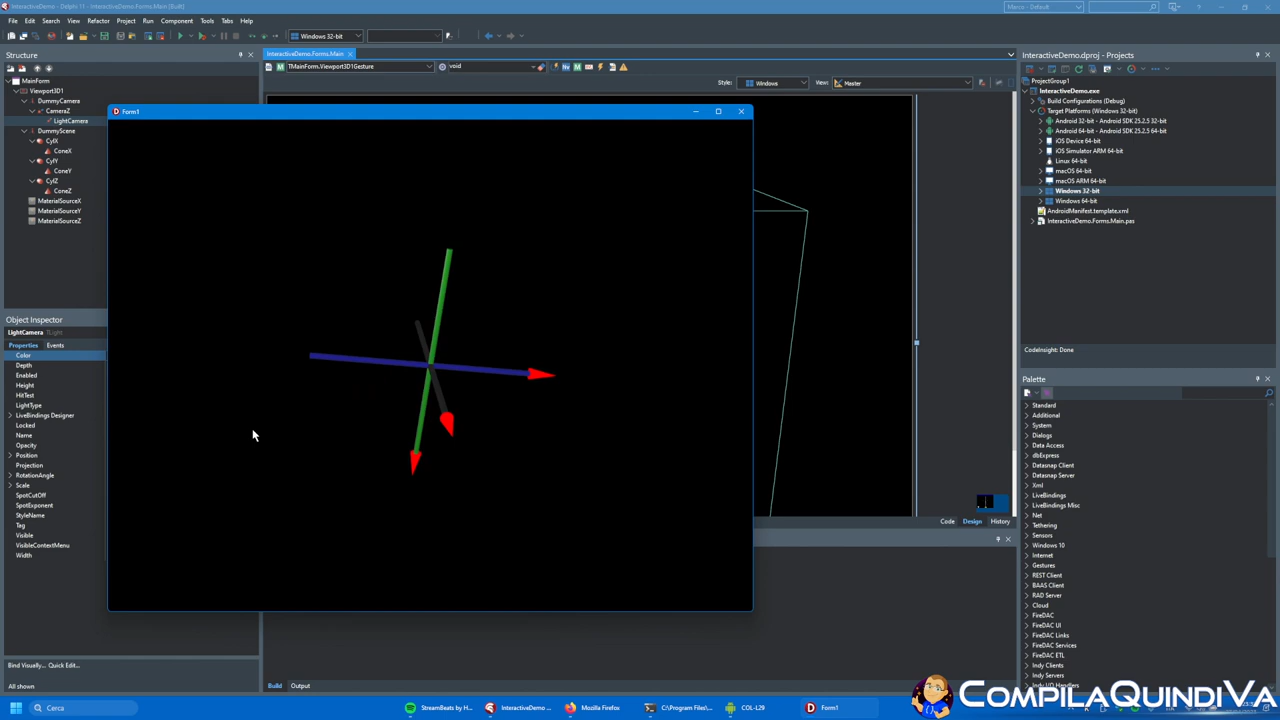 InteractiveDemo - Delphi 11 - [InteractiveDemo.Forms.Main] [Built]
Marco - Default
File Edit Search View Refactor Project Run Component Tools Tabs Help
Windows 32-bit
Structure
MainForm
Viewport3D1
DummyCamera
CameraZ
LightCamera
DummyScene
CylX
ConeX
CylY
ConeY
CylZ
ConeZ
MaterialSourceX
MaterialSourceY
MaterialSourceZ
Object Inspector
LightCamera TLight
Properties Events
Color
Depth
Enabled
Height
HitTest
LightType
LiveBindings Designer
Locked
Name
Opacity
Position
Projection
RotationAngle
Scale
SpotCutOff
SpotExponent
StyleName
Tag
Visible
VisibleContextMenu
Width
Bind Visually... Quick Edit...
All shown
InteractiveDemo.Forms.Main
TMainForm.Viewport3D1Gesture
void
Style: Windows View: Master
Form1
Code Design History
Build Output
InteractiveDemo.dproj - Projects
ProjectGroup1
InteractiveDemo.exe
Build Configurations (Debug)
Target Platforms (Windows 32-bit)
Android 32-bit - Android SDK 25.2.5 32-bit
Android 64-bit - Android SDK 25.2.5 64-bit
iOS Device 64-bit
iOS Simulator ARM 64-bit
Linux 64-bit
macOS 64-bit
macOS ARM 64-bit
Windows 32-bit
Windows 64-bit
AndroidManifest.template.xml
InteractiveDemo.Forms.Main.pas
CodeInsight: Done
Palette
Standard
Additional
System
Dialogs
Data Access
dbExpress
Datasnap Client
Datasnap Server
Xml
LiveBindings
LiveBindings Misc
Net
Tethering
Sensors
Windows 10
Internet
Gestures
REST Client
BAAS Client
RAD Server
Cloud
FireDAC
FireDAC UI
FireDAC Links
FireDAC Services
FireDAC ETL
Indy Clients
Indy Servers
COMPILAQUINDIVA
Cerca
StreamBeats by H...
InteractiveDemo ...
Mozilla Firefox
C:\Program Files\...
COL-L29
Form1